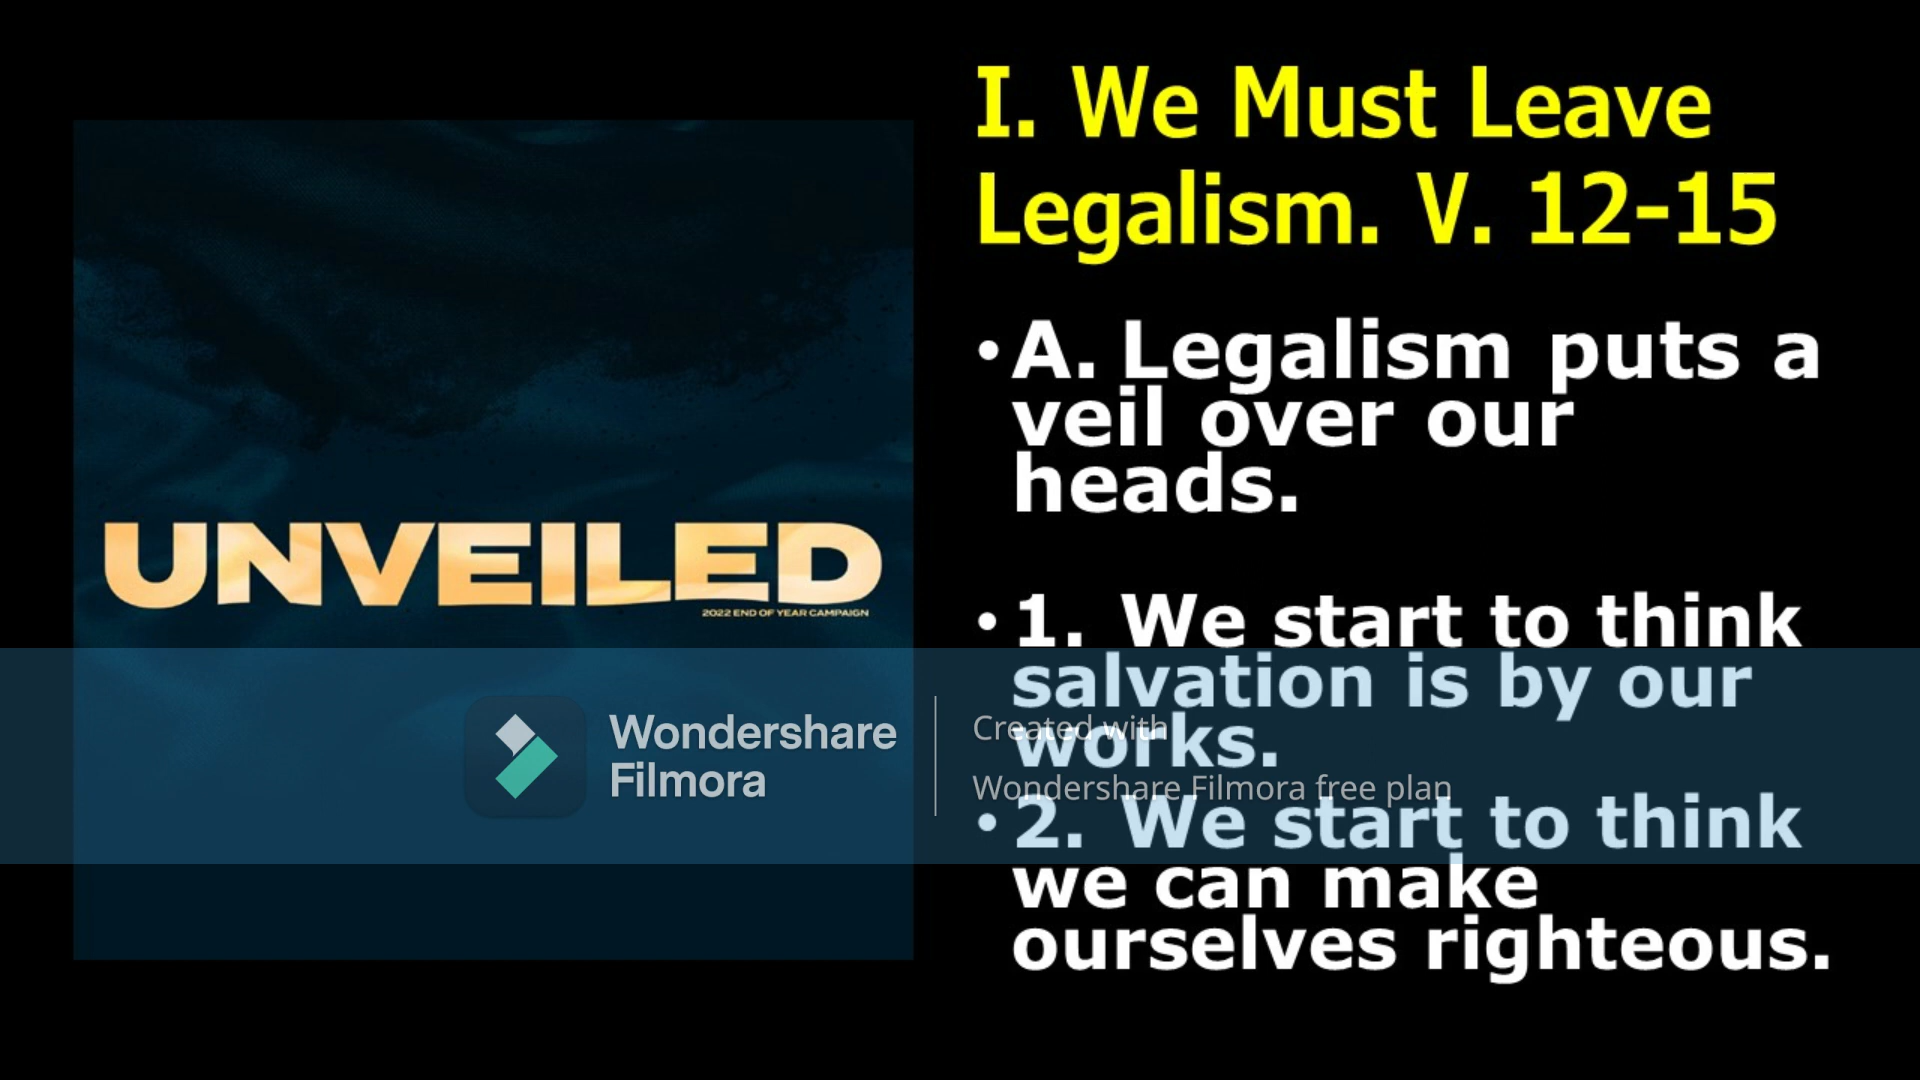 I. We Must Leave
Legalism. V. 12-15
• A. Legalism puts a
veil over our
heads.
• 1. We start to think
salvation is by our
works.
• 2. We start to think
we can make
ourselves righteous.
UNVEILED
2022 END OF YEAR CAMPAIGN
Wondershare
Filmora
Created with
Wondershare Filmora free plan